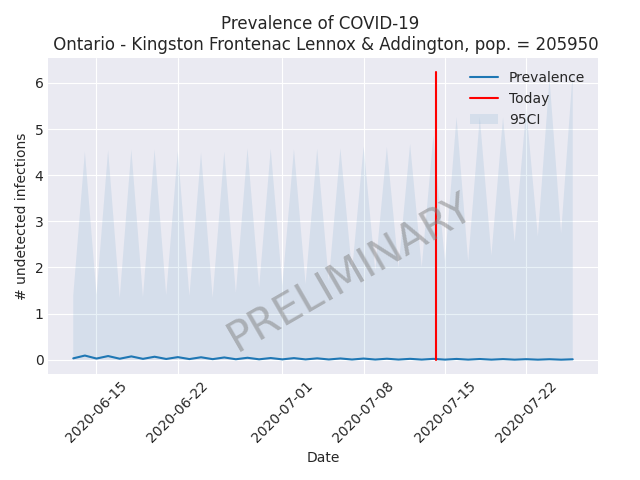 Prevalence of COVID-19
Ontario - Kingston Frontenac Lennox & Addington, pop. = 205950
Prevalence
Today
95CI
6
5
4
3
2
1
0
# undetected infections
PRELIMINARY
2020-06-15
2020-06-22
2020-07-01
2020-07-08
2020-07-15
2020-07-22
Date